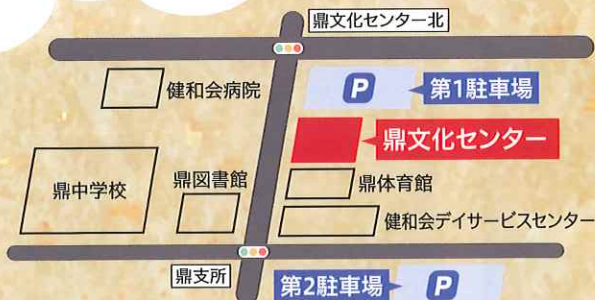 鼎文化センター北
健和会病院
P
第1駐車場
鼎文化センター
鼎中学校
鼎図書館
鼎体育館
健和会デイサービスセンター
鼎支所
第2駐車場
P